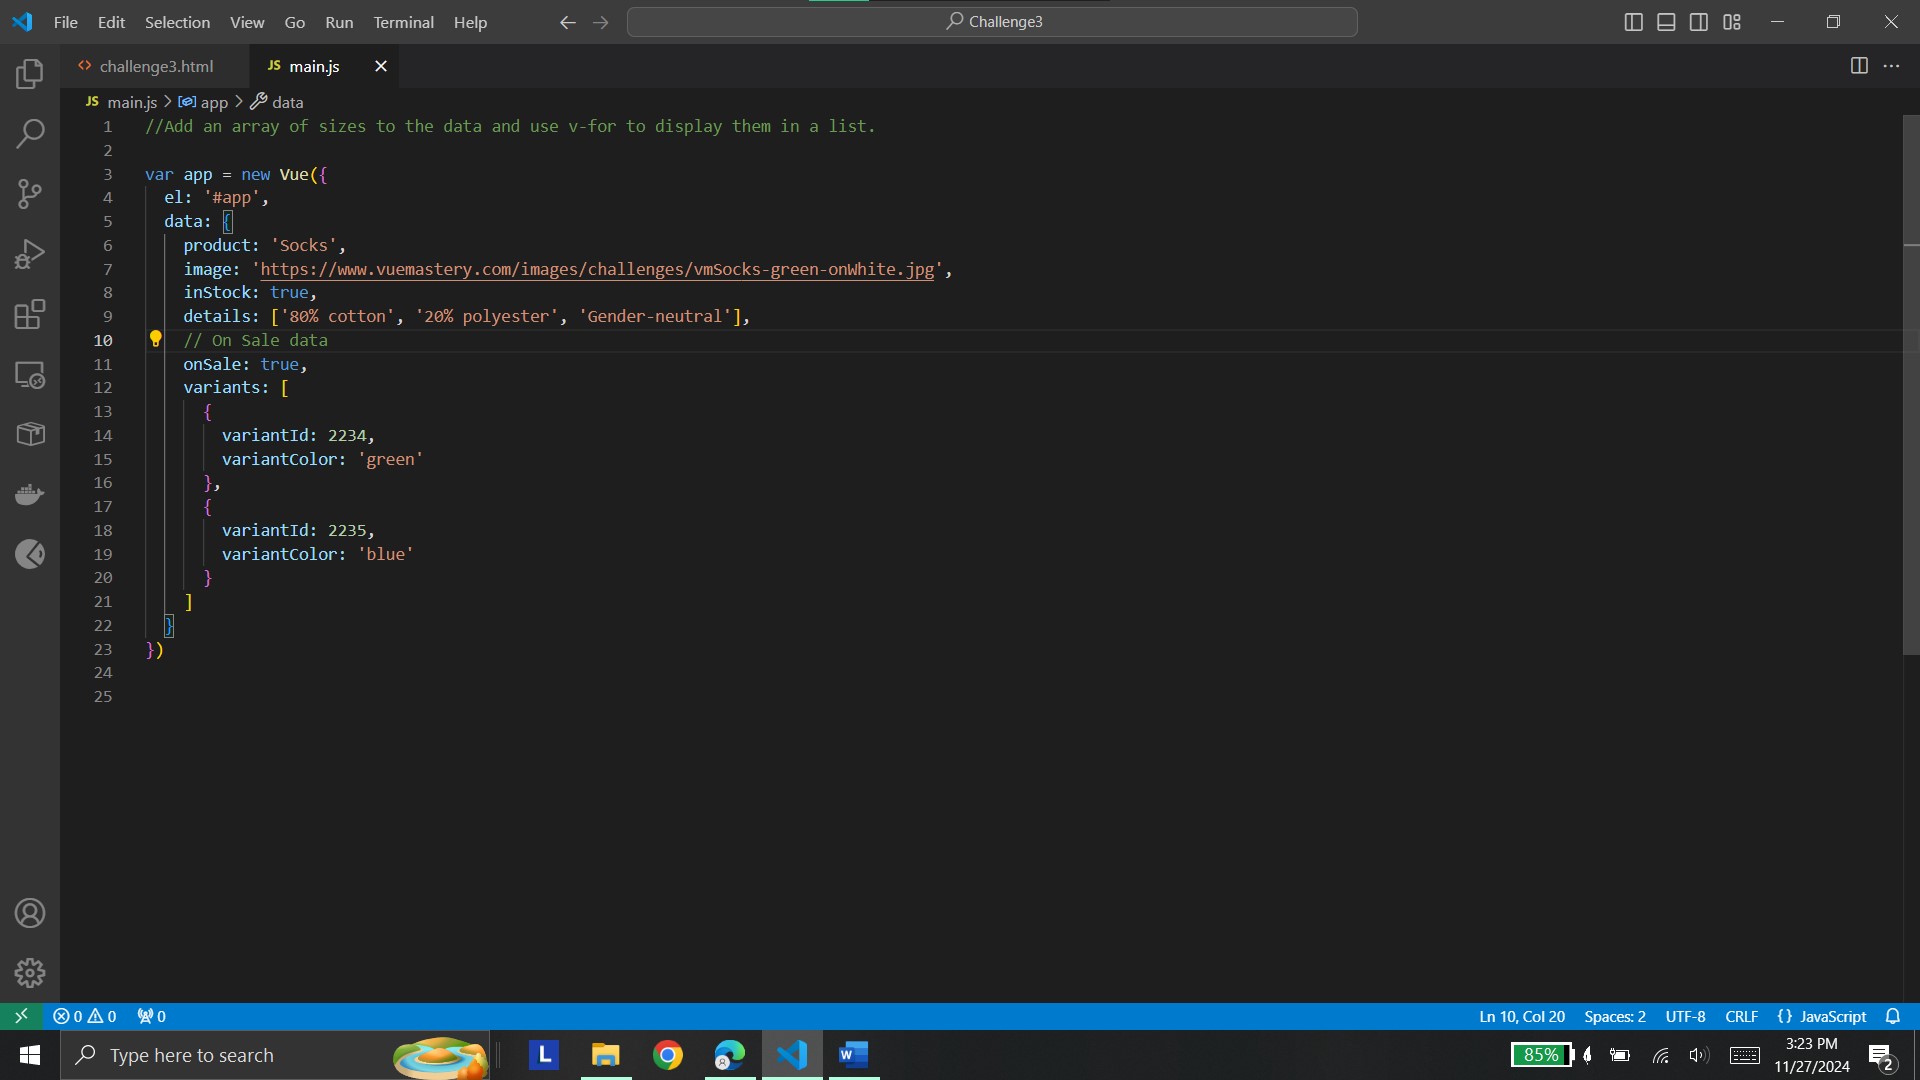 File Edit Selection View Go Run Terminal Help Challenge3
challenge3.html JS main.js
JS main.js > app > data
1 //Add an array of sizes to the data and use v-for to display them in a list.
2
3 var app = new Vue({
4 el: '#app',
5 data: {
6 product: 'Socks',
7 image: 'https://www.vuemastery.com/images/challenges/vmSocks-green-onWhite.jpg',
8 inStock: true,
9 details: ['80% cotton', '20% polyester', 'Gender-neutral'],
10 // On Sale data
11 onSale: true,
12 variants: [
13 {
14 variantId: 2234,
15 variantColor: 'green'
16 },
17 {
18 variantId: 2235,
19 variantColor: 'blue'
20 }
21 ]
22 }
23 })
24
25
0 0 0 Ln 10, Col 20 Spaces: 2 UTF-8 CRLF {} JavaScript
Type here to search L W 85% 3:23 PM
11/27/2024 2